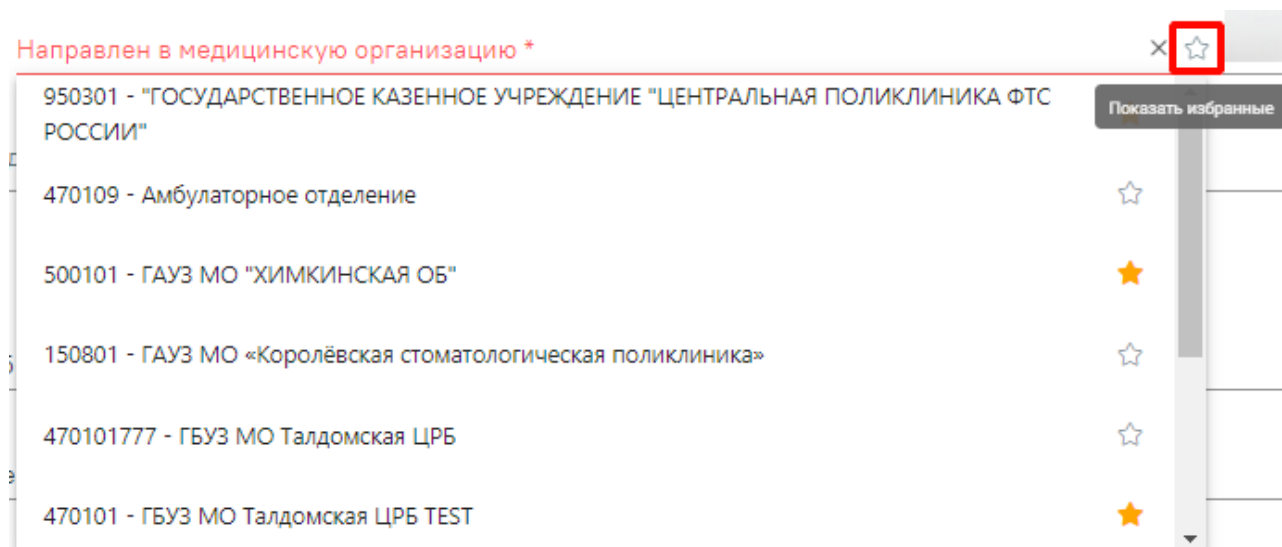 Направлен в медицинскую организацию *
950301 - "ГОСУДАРСТВЕННОЕ КАЗЕННОЕ УЧРЕЖДЕНИЕ "ЦЕНТРАЛЬНАЯ ПОЛИКЛИНИКА ФТС
РОССИИ"
Показать избранные
470109 - Амбулаторное отделение
500101 - ГАУЗ МО "ХИМКИНСКАЯ ОБ"
150801 - ГАУЗ МО «Королёвская стоматологическая поликлиника»
470101777 - ГБУЗ МО Талдомская ЦРБ
470101 - ГБУЗ МО Талдомская ЦРБ TEST